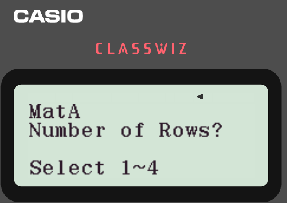 CASIO
CLASSWIZ
MatA
Number of Rows?
Select 1~4